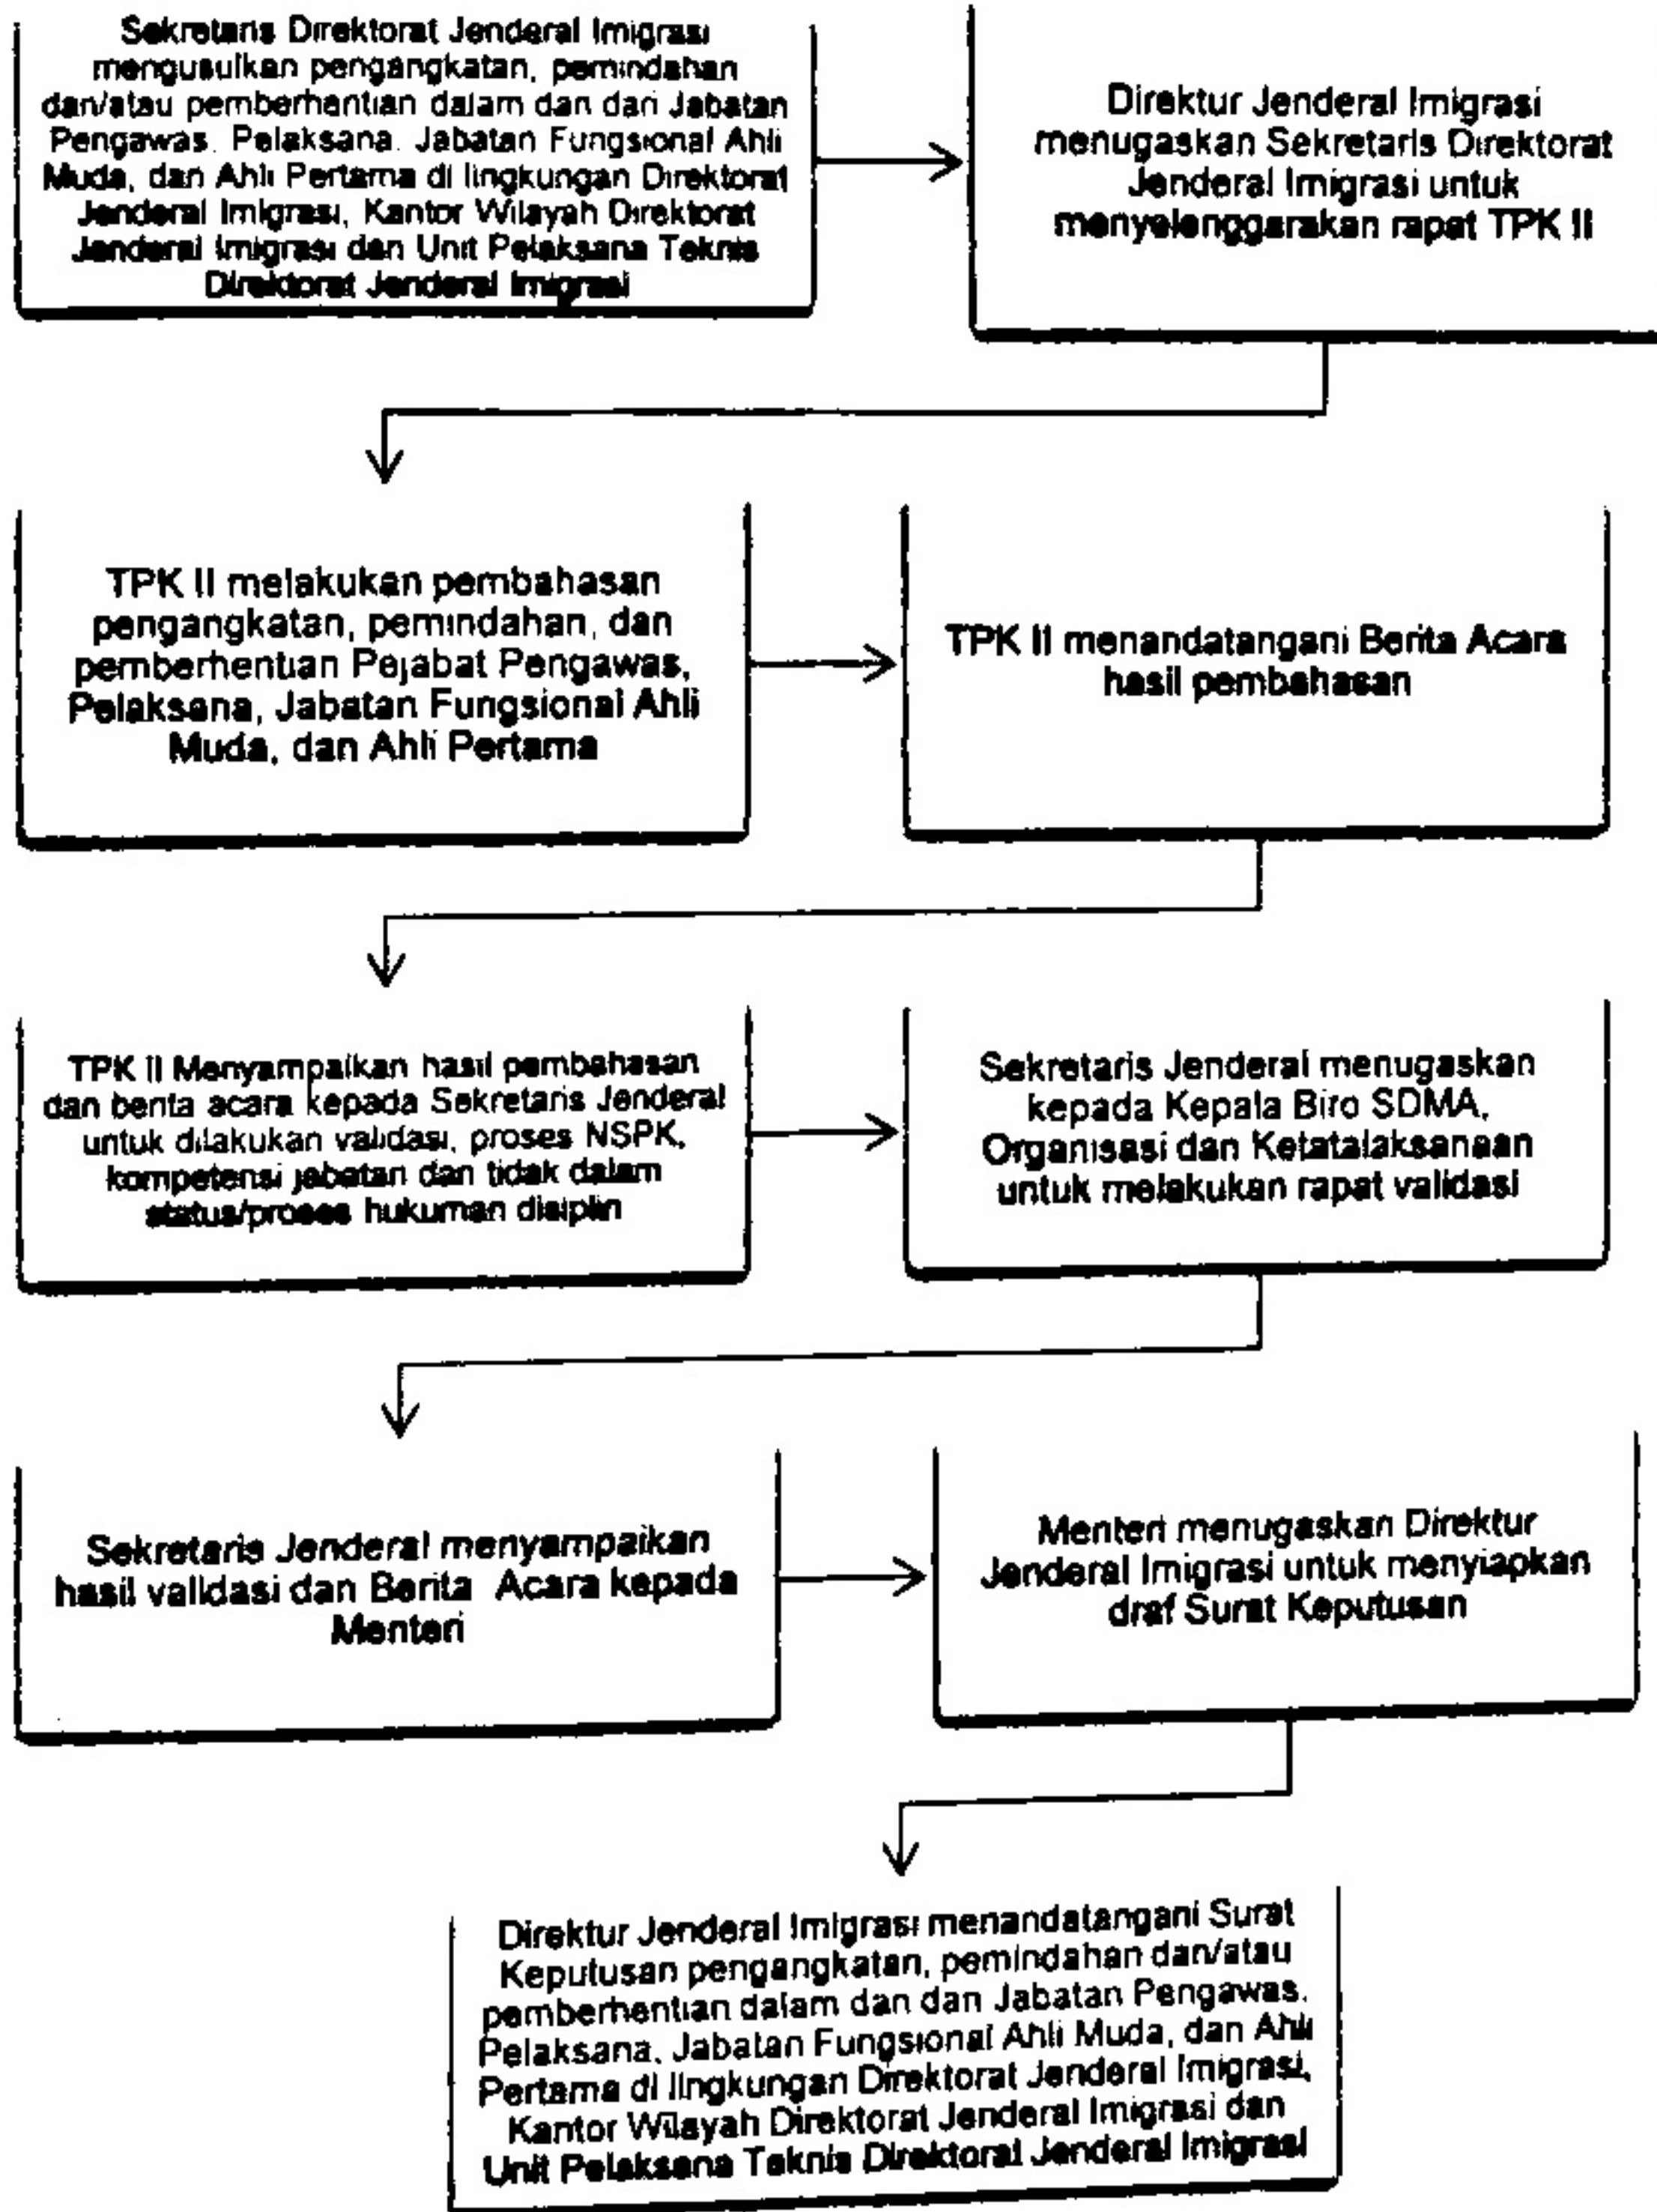 Sekretaris Direktorat Jenderal Imigrasi
mengusulkan pengangkatan, pemindahan
dan/atau pemberhentian dalam dan dari Jabatan
Pengawas, Pelaksana, Jabatan Fungsional Ahli
Muda, dan Ahli Pertama di lingkungan Direktorat
Jenderal Imigrasi, Kantor Wilayah Direktorat
Jenderal Imigrasi dan Unit Pelaksana Teknis
Direktorat Jenderal Imigrasi
Direktur Jenderal Imigrasi
menugaskan Sekretaris Direktorat
Jenderal Imigrasi untuk
menyelenggarakan rapat TPK II
TPK II melakukan pembahasan
pengangkatan, pemindahan, dan
pemberhentian Pejabat Pengawas,
Pelaksana, Jabatan Fungsional Ahli
Muda, dan Ahli Pertama
TPK II menandatangani Berita Acara
hasil pembahasan
TPK II Menyampaikan hasil pembahasan
dan berita acara kepada Sekretaris Jenderal
untuk dilakukan validasi, proses NSPK,
kompetensi jabatan dan tidak dalam
status/proses hukuman disiplin
Sekretaris Jenderal menugaskan
kepada Kepala Biro SDMA,
Organisasi dan Ketatalaksanaan
untuk melakukan rapat validasi
Sekretaris Jenderal menyampaikan
hasil validasi dan Berita Acara kepada
Menteri
Menteri menugaskan Direktur
Jenderal Imigrasi untuk menyiapkan
draf Surat Keputusan
Direktur Jenderal Imigrasi menandatangani Surat
Keputusan pengangkatan, pemindahan dan/atau
pemberhentian dalam dan dari Jabatan Pengawas,
Pelaksana, Jabatan Fungsional Ahli Muda, dan Ahli
Pertama di lingkungan Direktorat Jenderal Imigrasi,
Kantor Wilayah Direktorat Jenderal Imigrasi dan
Unit Pelaksana Teknis Direktorat Jenderal Imigrasi